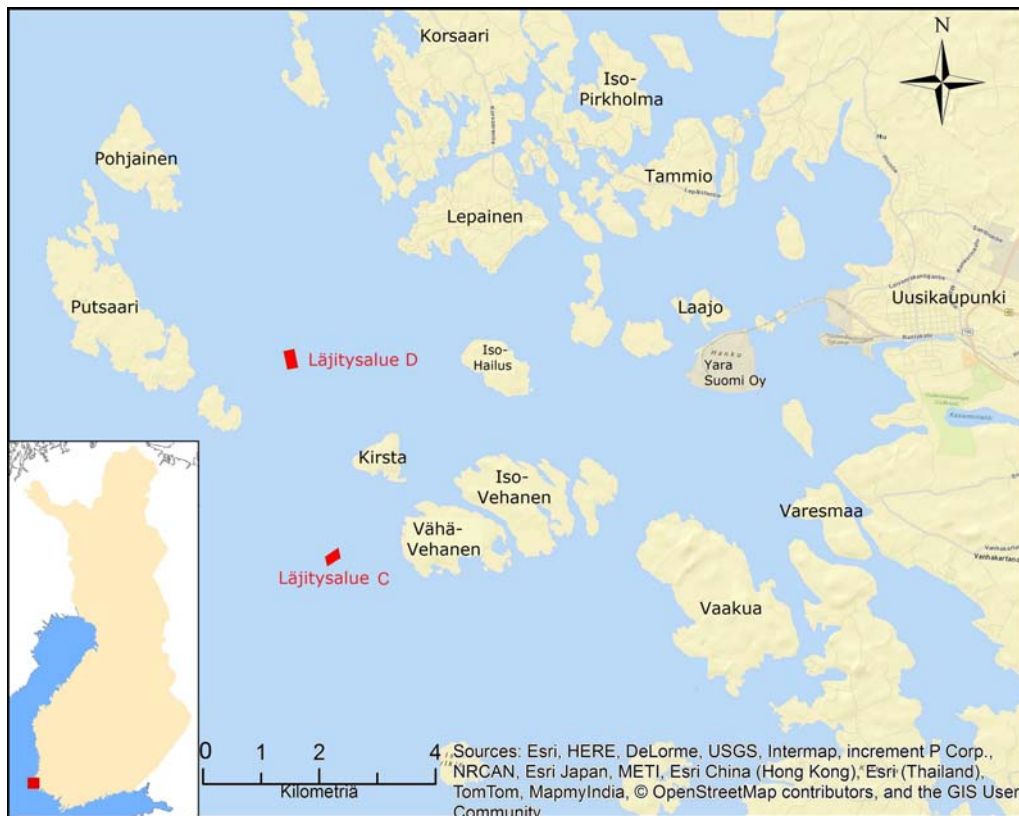 Korsaari
N
Iso-
Pirkholma
Pohjainen
Tammio
Lepainen
Putsaari
Laajo
Uusikaupunki
Iso-
Hailus
Hanko
Yara
Suomi Oy
Läjitysalue D
Kirsta
Iso-
Vehanen
Varesmaa
Vähä-
Vehanen
Läjitysalue C
Vaakua
0 1 2 4
Kilometriä
Sources: Esri, HERE, DeLorme, USGS, Intermap, increment P Corp.,
NRCAN, Esri Japan, METI, Esri China (Hong Kong), Esri (Thailand),
TomTom, MapmyIndia, © OpenStreetMap contributors, and the GIS User
Community